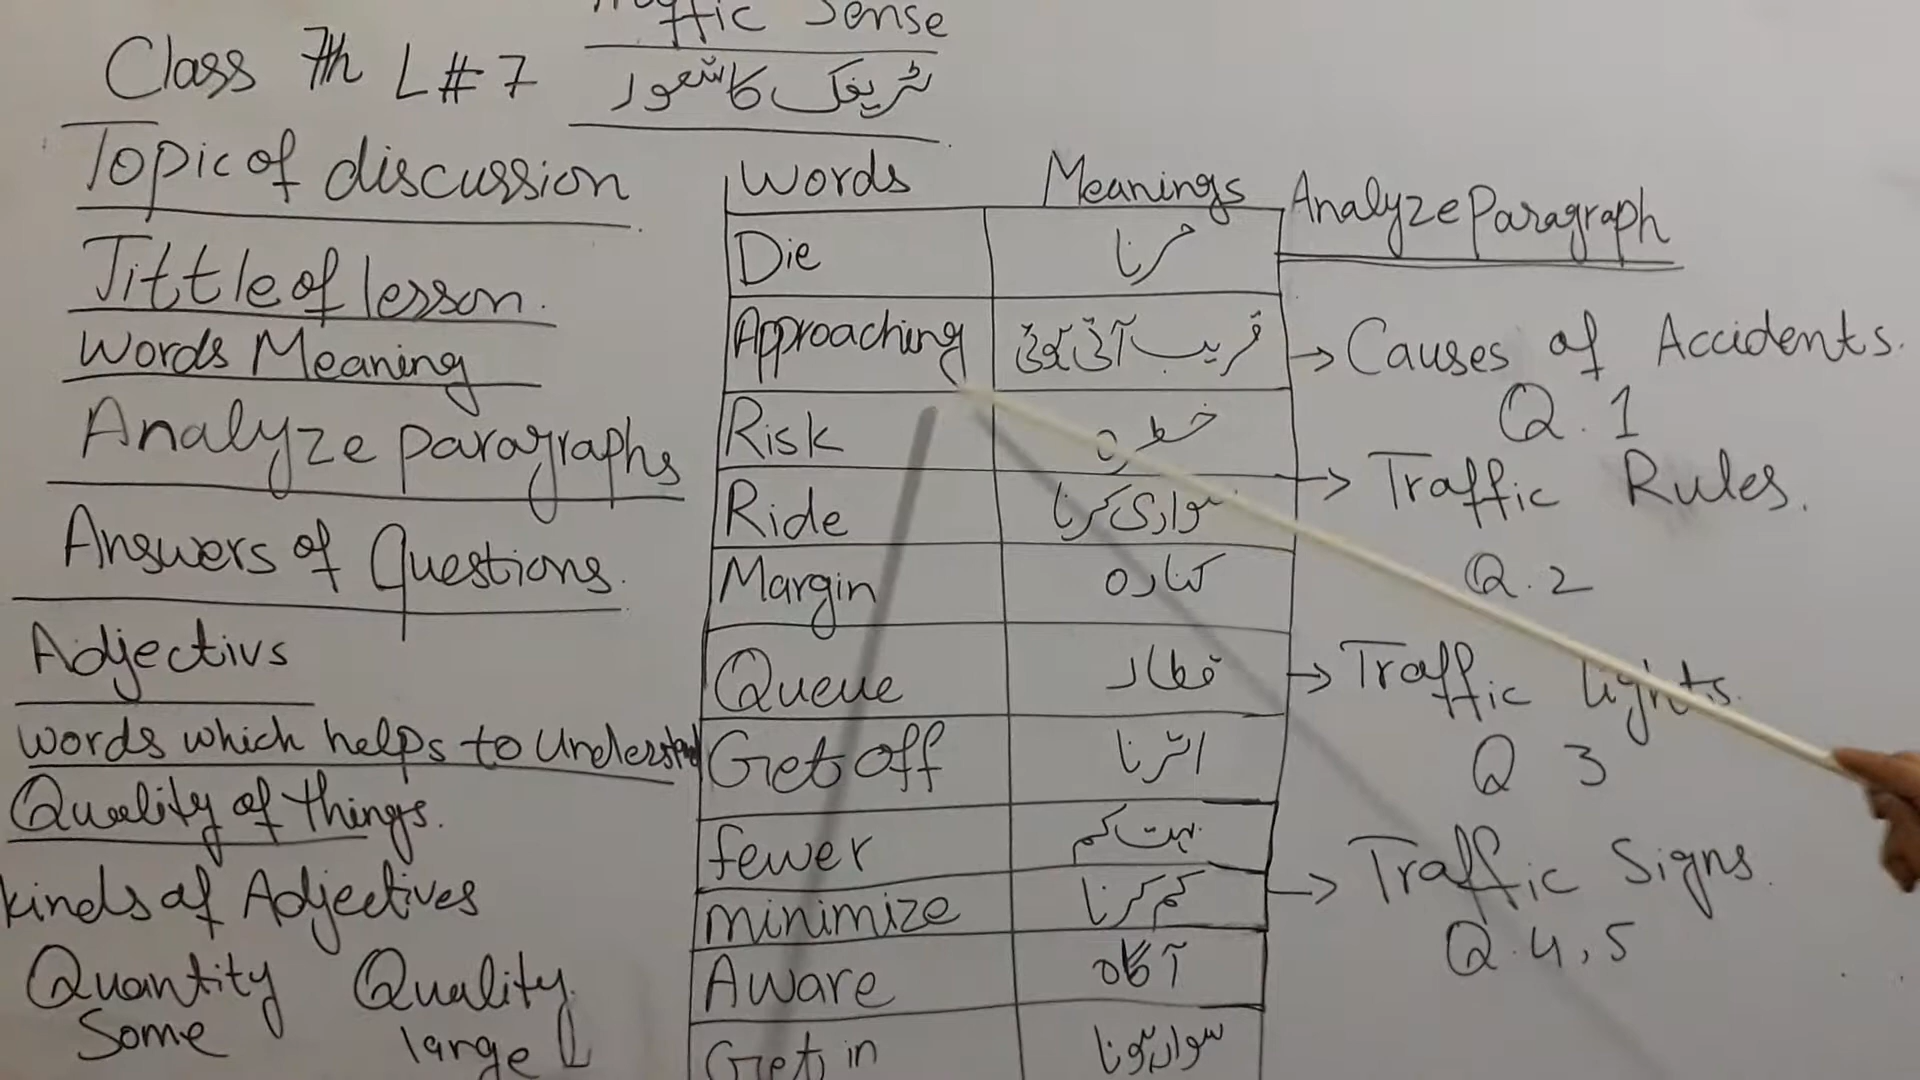 Traffic Sense
Class 7th L#7
ٹریفک کا شعور
Topic of discussion
Tittle of lesson.
Words Meaning
Analyze paragraphs
Answers of Questions.
Adjectivs
words which helps to Understand
Quality of things.
kinds of Adjectives
Quantity Quality.
Some large
Words Meanings
Die مرنا
Approaching قریب آتی ہوئی
Risk خطرہ
Ride سواری کرنا
Margin کنارہ
Queue قطار
Get off اترنا
fewer بہت کم
minimize کم کرنا
Aware آگاہ
Get in سوار ہونا
Analyze Paragraph
→ Causes of Accidents.
Q. 1
→ Traffic Rules.
Q. 2
→ Traffic lights.
Q 3
→ Traffic Signs.
Q. 4, 5